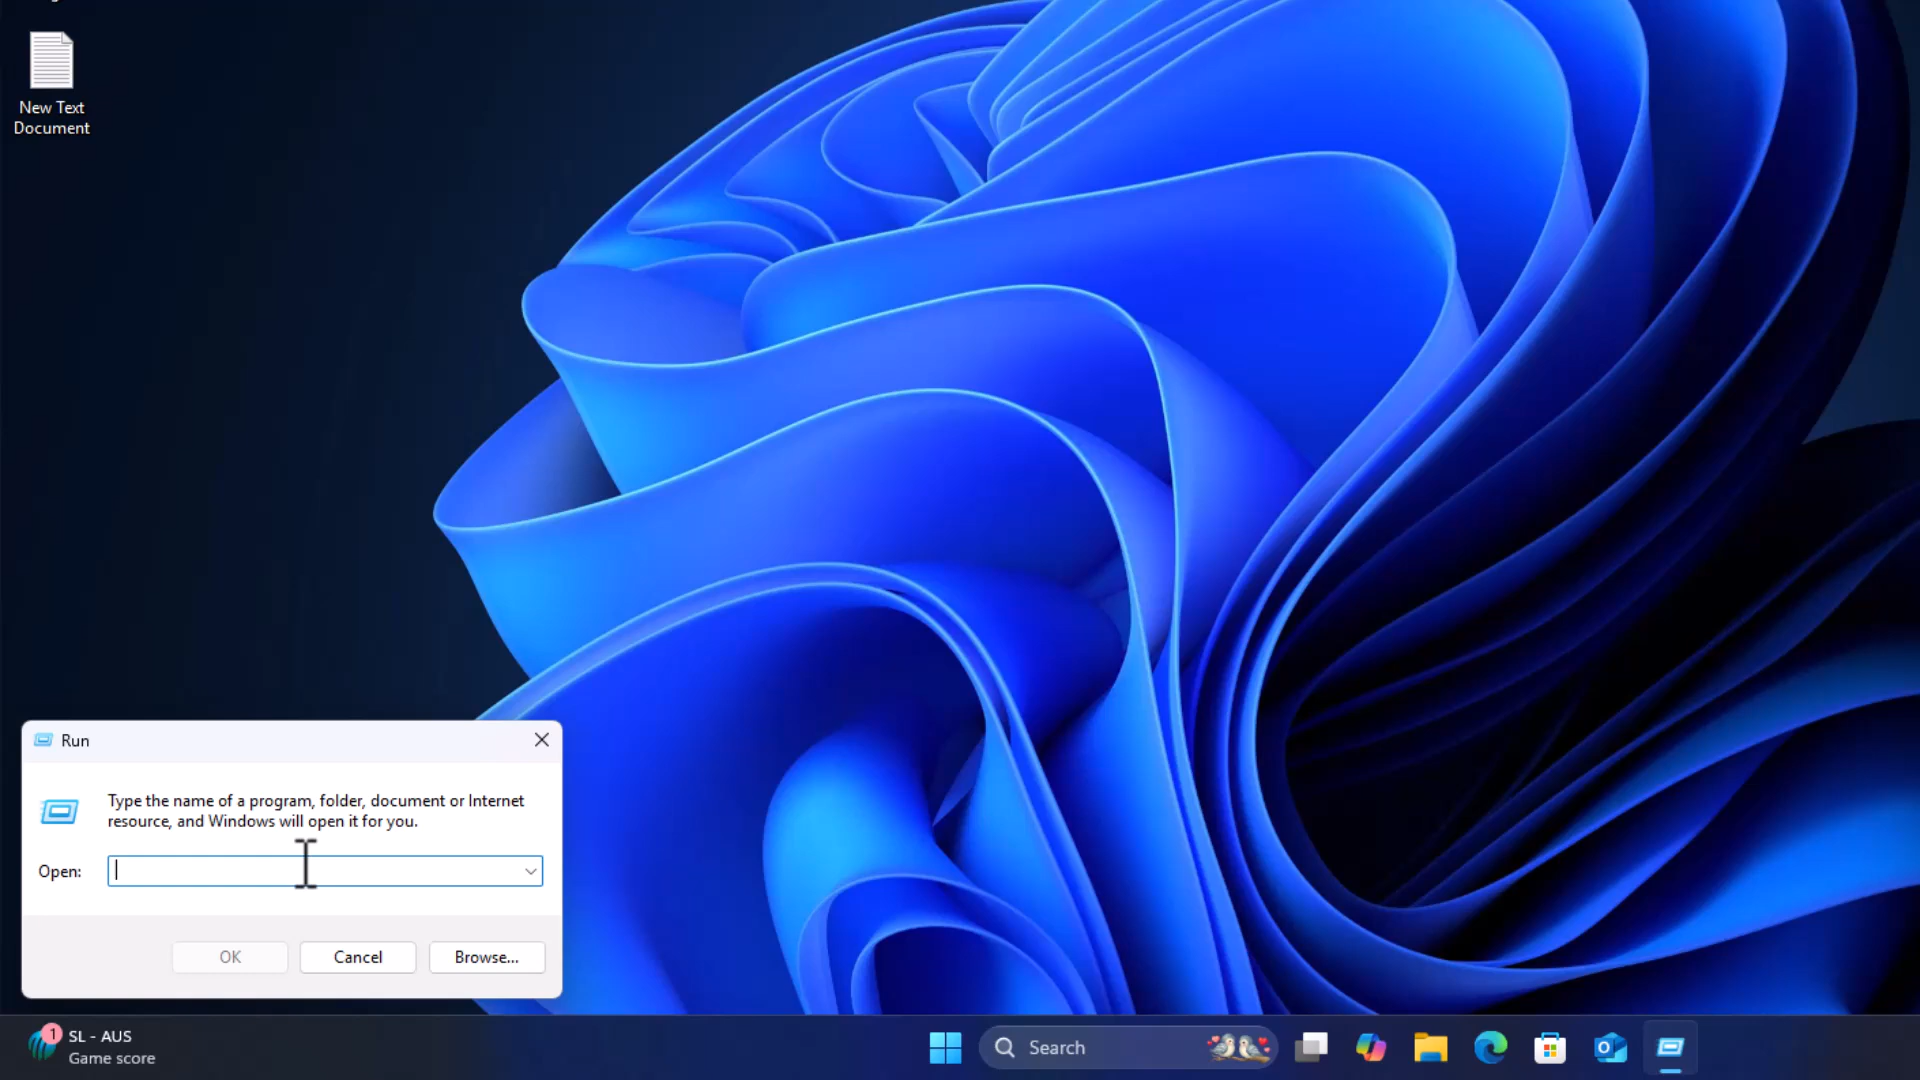 New Text
Document
Run
Type the name of a program, folder, document or Internet
resource, and Windows will open it for you.
Open:
OK
Cancel
Browse...
1
SL - AUS
Game score
Search